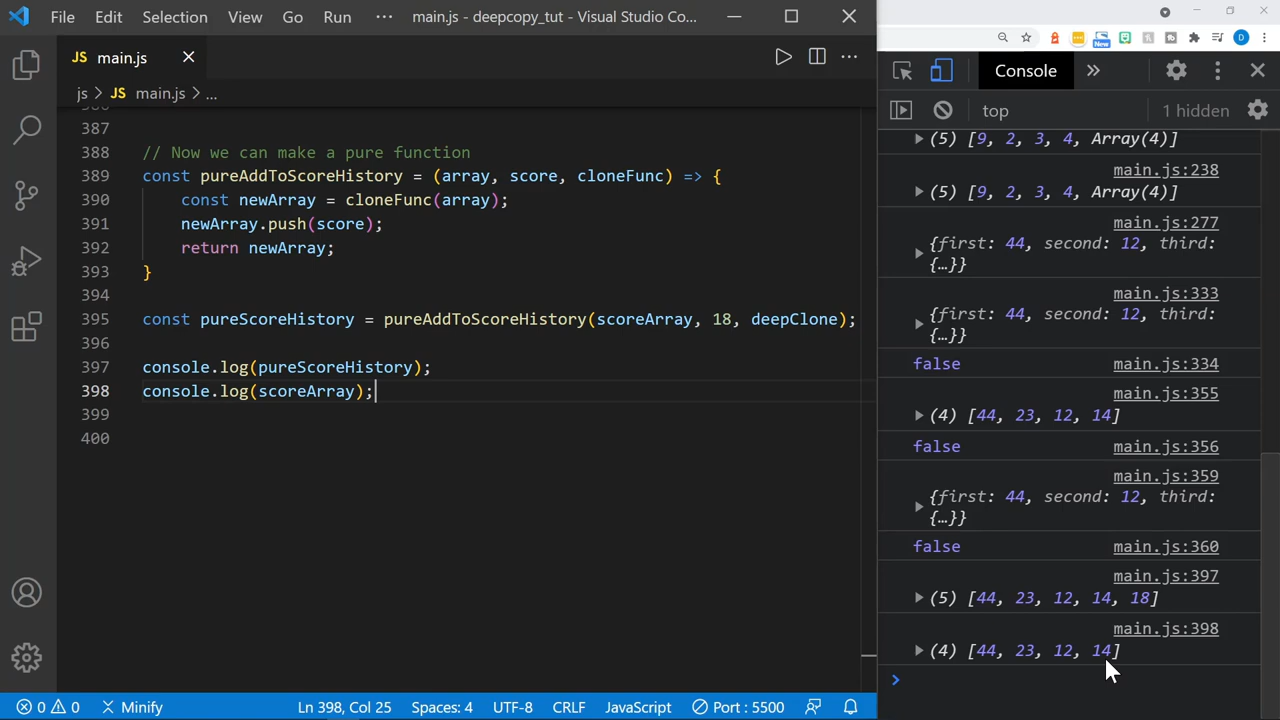 File Edit Selection View Go Run ··· main.js - deepcopy_tut - Visual Studio Co...
JS main.js
js > JS main.js > ...
387
388 // Now we can make a pure function
389 const pureAddToScoreHistory = (array, score, cloneFunc) => {
390 const newArray = cloneFunc(array);
391 newArray.push(score);
392 return newArray;
393 }
394
395 const pureScoreHistory = pureAddToScoreHistory(scoreArray, 18, deepClone);
396
397 console.log(pureScoreHistory);
398 console.log(scoreArray);
399
400
0 0 Minify Ln 398, Col 25 Spaces: 4 UTF-8 CRLF JavaScript Port : 5500
New D
Console »
top 1 hidden
(5) [9, 2, 3, 4, Array(4)]
main.js:238
(5) [9, 2, 3, 4, Array(4)]
main.js:277
{first: 44, second: 12, third:
{…}}
main.js:333
{first: 44, second: 12, third:
{…}}
false main.js:334
main.js:355
(4) [44, 23, 12, 14]
false main.js:356
main.js:359
{first: 44, second: 12, third:
{…}}
false main.js:360
main.js:397
(5) [44, 23, 12, 14, 18]
main.js:398
(4) [44, 23, 12, 14]
>